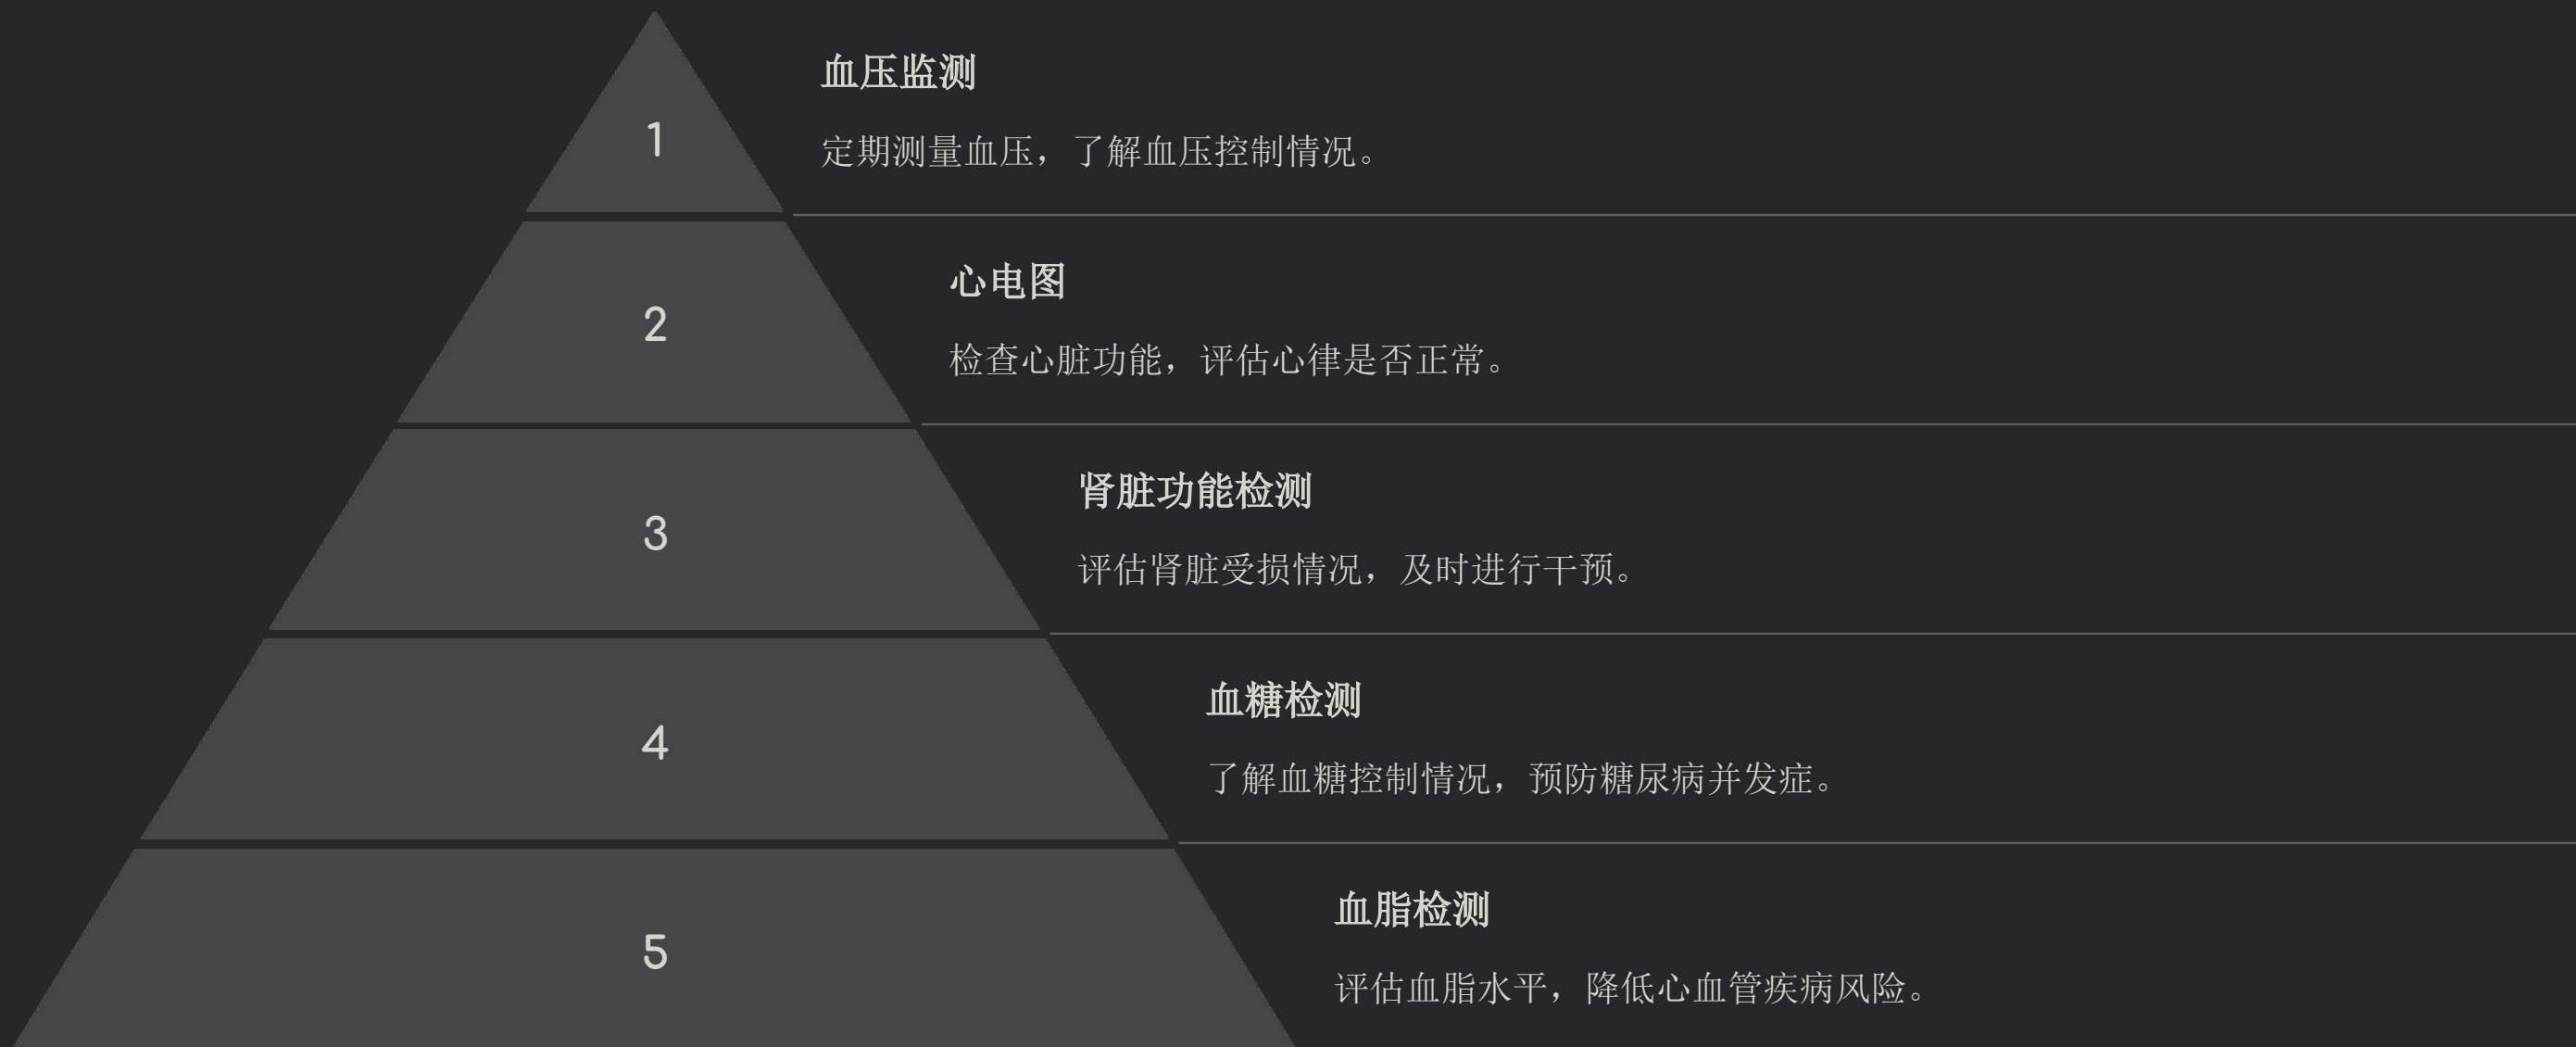 1
血压监测
定期测量血压，了解血压控制情况。
2
心电图
检查心脏功能，评估心律是否正常。
3
肾脏功能检测
评估肾脏受损情况，及时进行干预。
4
血糖检测
了解血糖控制情况，预防糖尿病并发症。
5
血脂检测
评估血脂水平，降低心血管疾病风险。